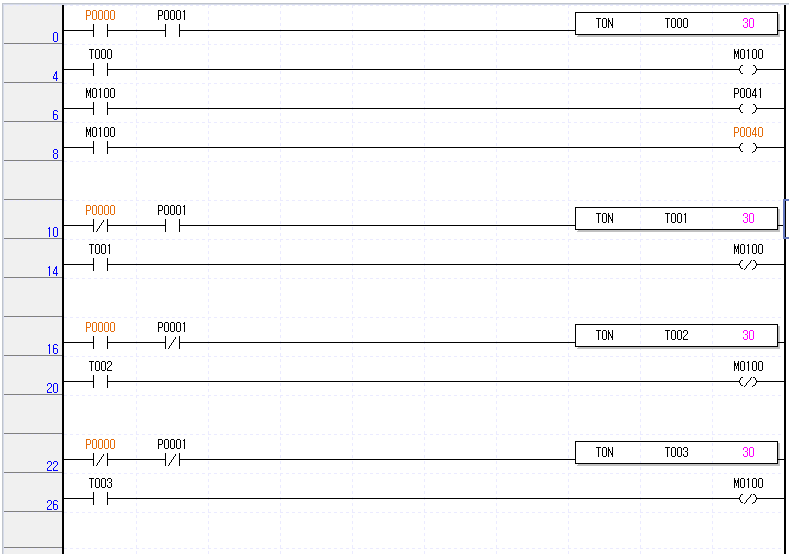 P0000 P0001 TON T000 30
0
T000 M0100
4
M0100 P0041
6
M0100 P0040
8
P0000 P0001 TON T001 30
10
T001 M0100
14
P0000 P0001 TON T002 30
16
T002 M0100
20
P0000 P0001 TON T003 30
22
T003 M0100
26